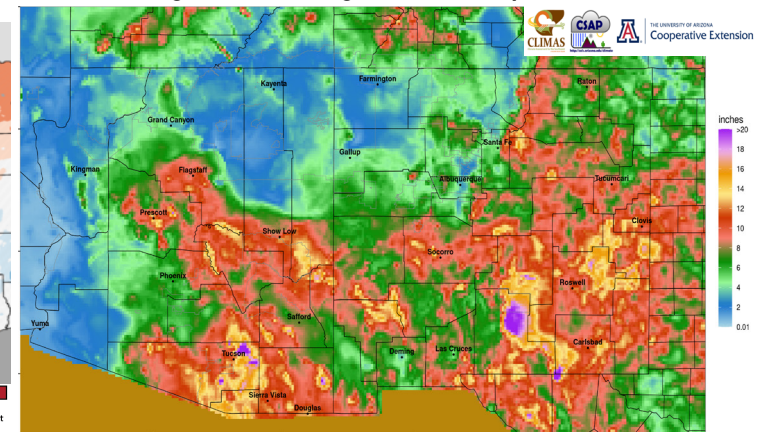 CLIMAS
CSAP
THE UNIVERSITY OF ARIZONA
Cooperative Extension
Kayenta
Farmington
Raton
Grand Canyon
Santa Fe
Gallup
Kingman
Flagstaff
Albuquerque
Tucumcari
Prescott
Clovis
Show Low
Socorro
Phoenix
Roswell
Safford
Yuma
Carlsbad
Tucson
Deming
Las Cruces
Sierra Vista
Douglas
inches
>20
18
16
14
12
10
8
6
4
2
0.01
t